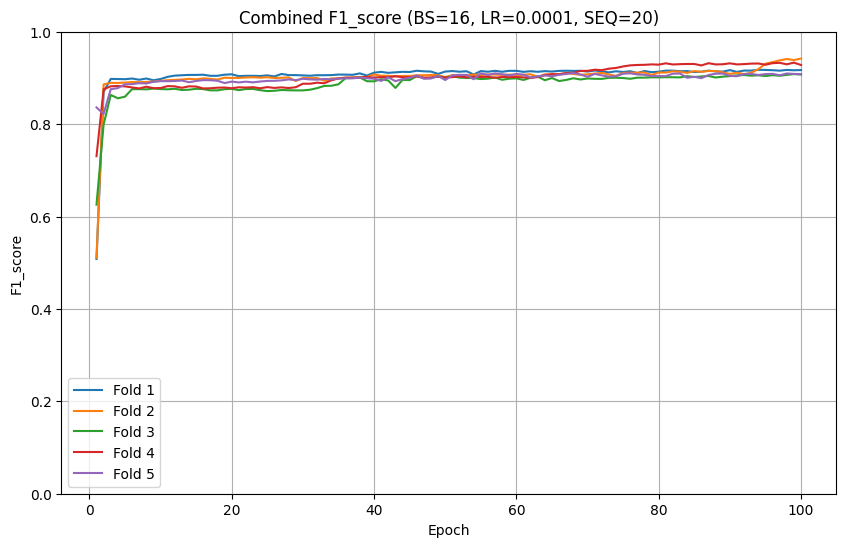 Combined F1_score (BS=16, LR=0.0001, SEQ=20)
1.0
0.8
0.6
0.4
0.2
0.0
F1_score
Fold 1
Fold 2
Fold 3
Fold 4
Fold 5
0 20 40 60 80 100
Epoch